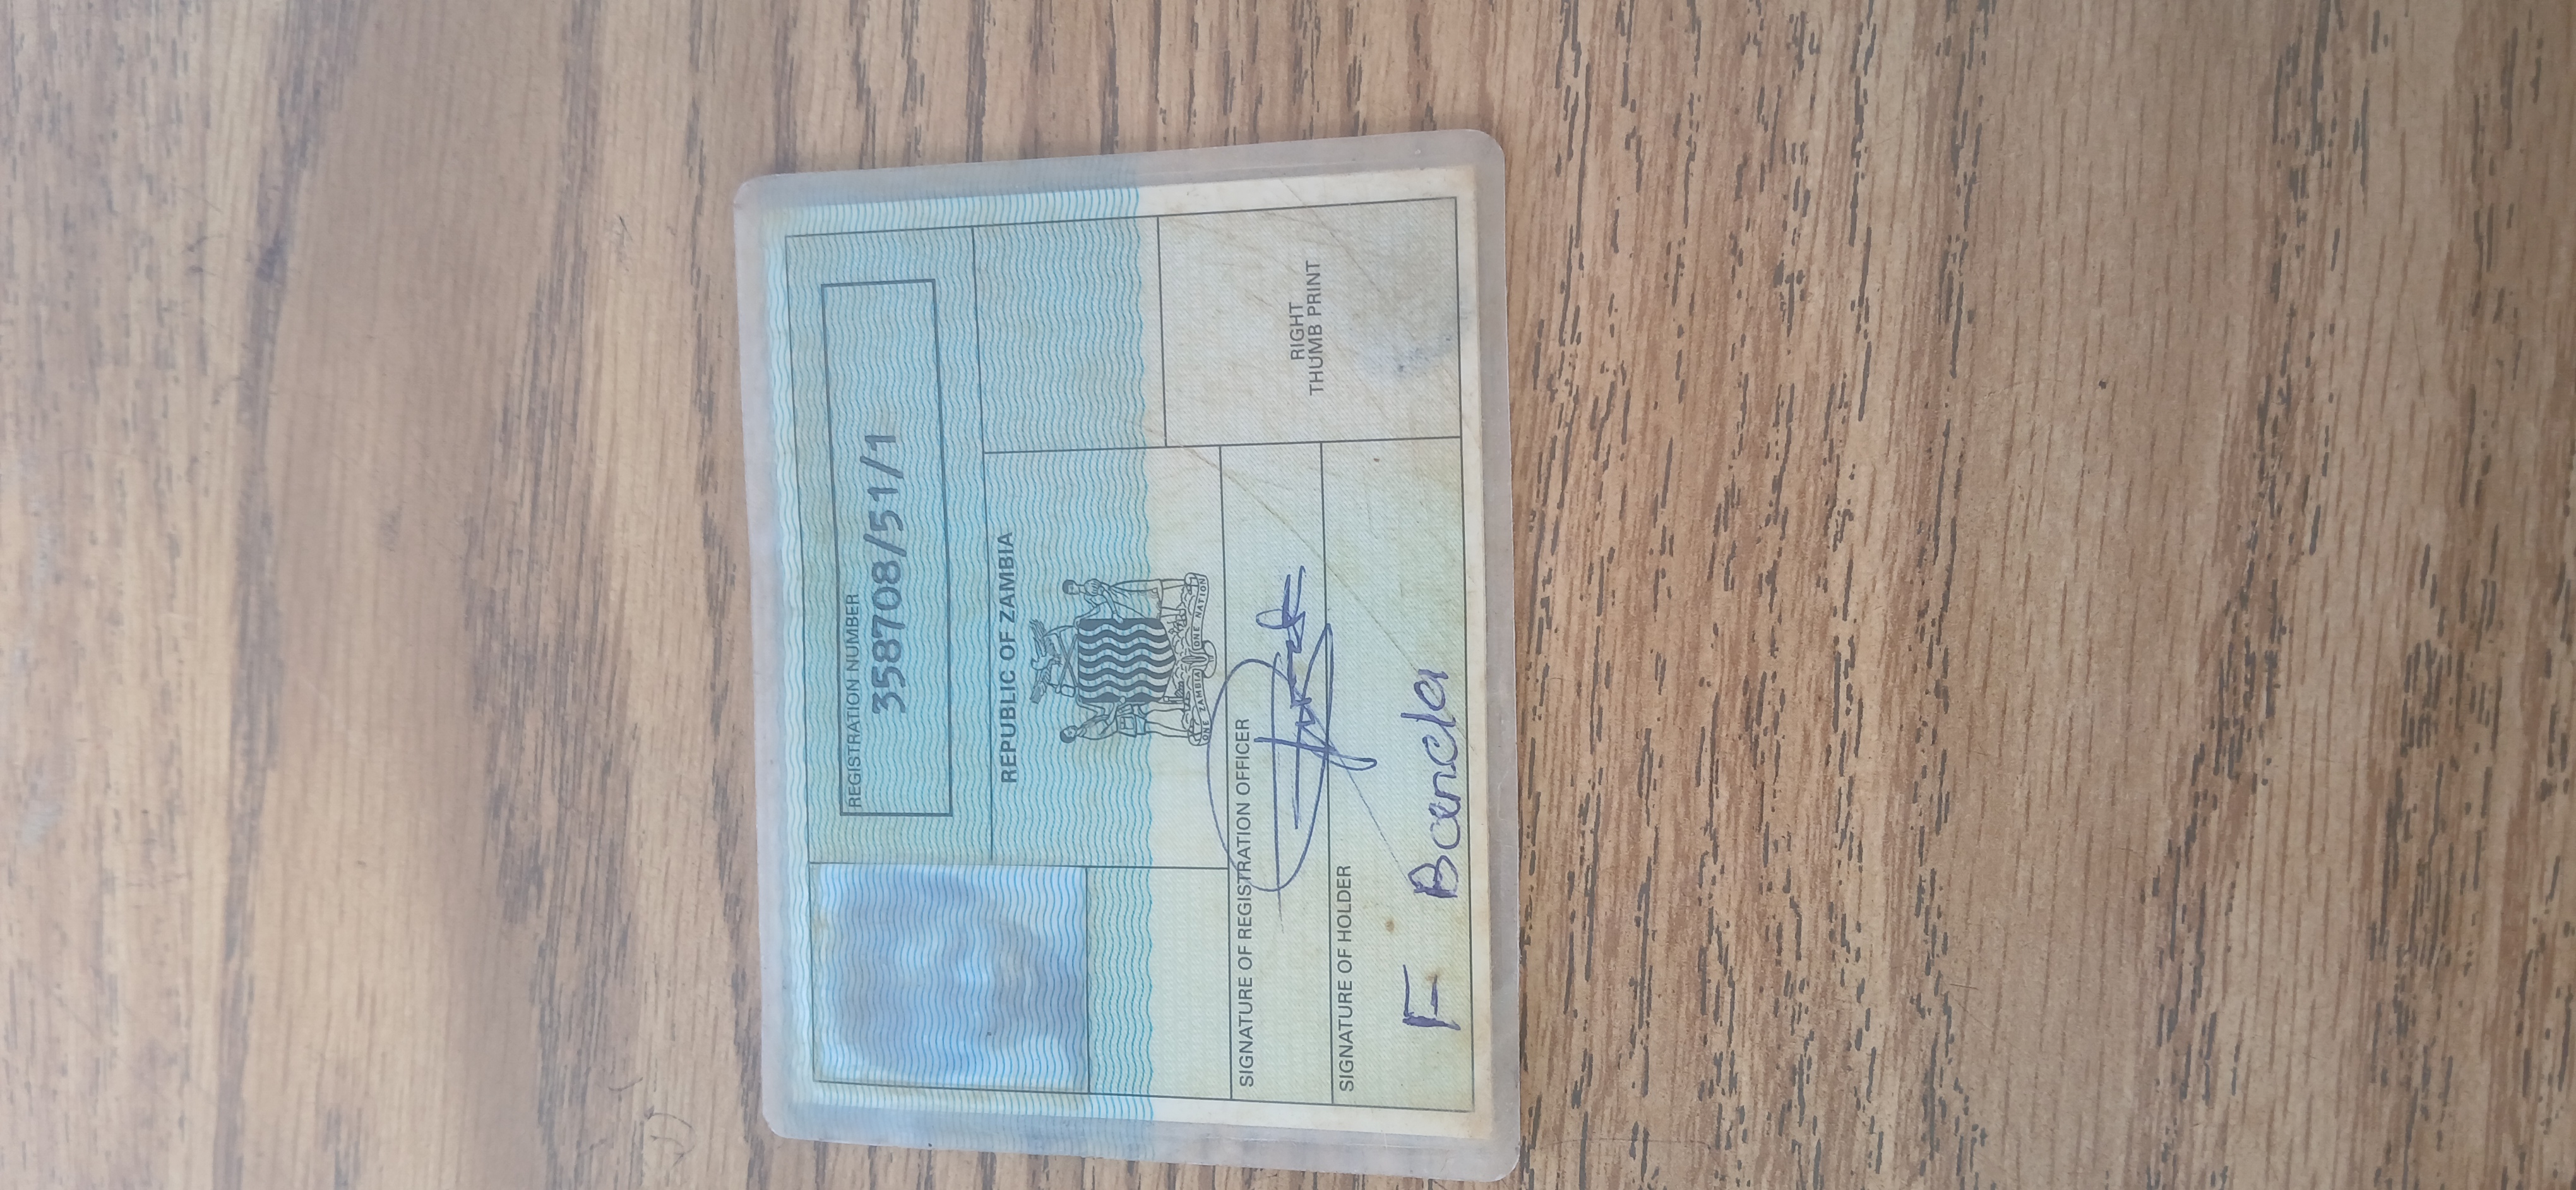 REGISTRATION NUMBER
358708/51/1
REPUBLIC OF ZAMBIA
ONE ZAMBIA ONE NATION
SIGNATURE OF REGISTRATION OFFICER
SIGNATURE OF HOLDER
F Banda
RIGHT
THUMB PRINT